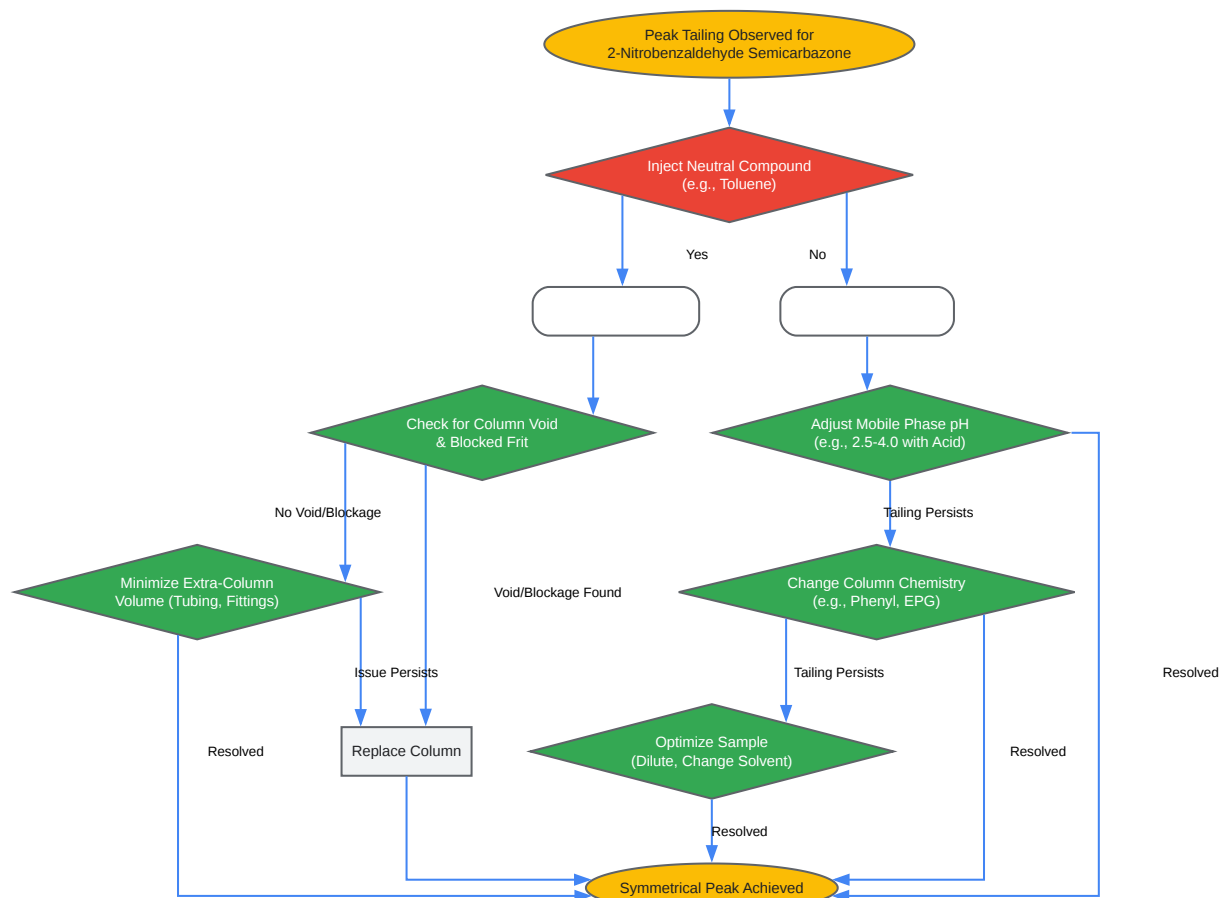 Peak Tailing Observed for
2-Nitrobenzaldehyde Semicarbazone
Inject Neutral Compound
(e.g., Toluene)
Yes
No
Check for Column Void
& Blocked Frit
Adjust Mobile Phase pH
(e.g., 2.5-4.0 with Acid)
No Void/Blockage
Tailing Persists
Minimize Extra-Column
Volume (Tubing, Fittings)
Void/Blockage Found
Change Column Chemistry
(e.g., Phenyl, EPG)
Issue Persists
Tailing Persists
Resolved
Resolved
Replace Column
Optimize Sample
(Dilute, Change Solvent)
Resolved
Resolved
Symmetrical Peak Achieved